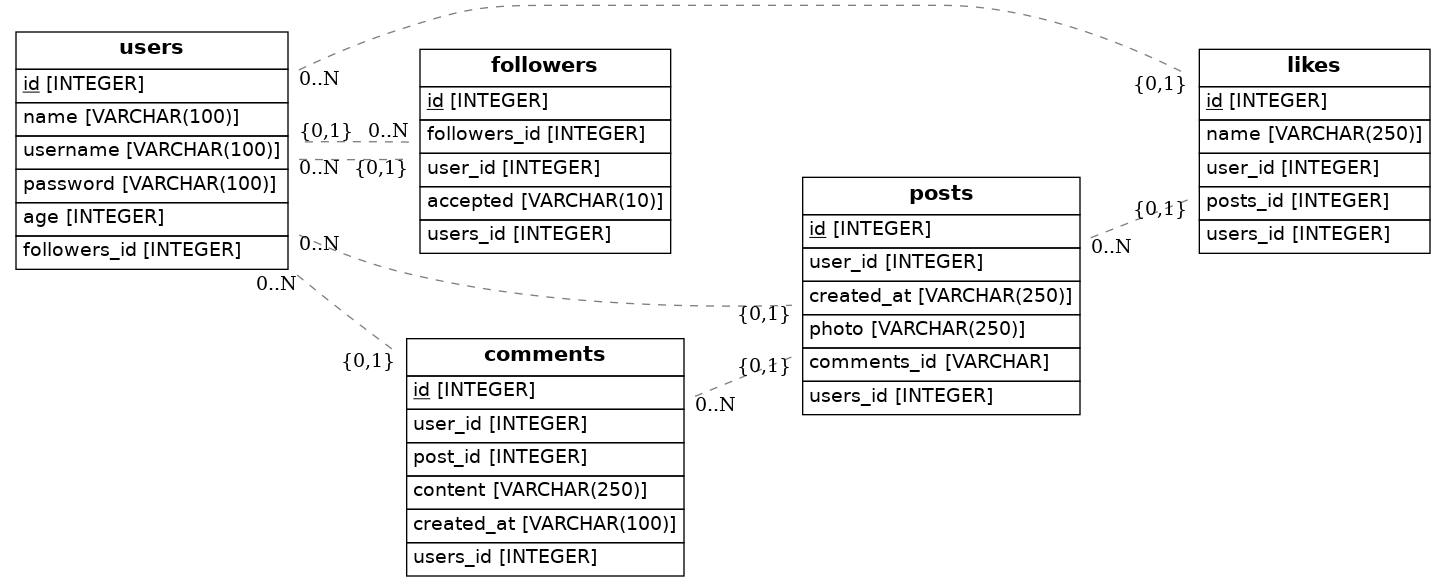 users
id [INTEGER]
name [VARCHAR(100)]
username [VARCHAR(100)]
password [VARCHAR(100)]
age [INTEGER]
followers_id [INTEGER]
followers
id [INTEGER]
followers_id [INTEGER]
user_id [INTEGER]
accepted [VARCHAR(10)]
users_id [INTEGER]
likes
id [INTEGER]
name [VARCHAR(250)]
user_id [INTEGER]
posts_id [INTEGER]
users_id [INTEGER]
posts
id [INTEGER]
user_id [INTEGER]
created_at [VARCHAR(250)]
photo [VARCHAR(250)]
comments_id [VARCHAR]
users_id [INTEGER]
comments
id [INTEGER]
user_id [INTEGER]
post_id [INTEGER]
content [VARCHAR(250)]
created_at [VARCHAR(100)]
users_id [INTEGER]
0..N
{0,1}
{0,1}
0..N
0..N
{0,1}
0..N
{0,1}
0..N
{0,1}
0..N
{0,1}
0..N
{0,1}